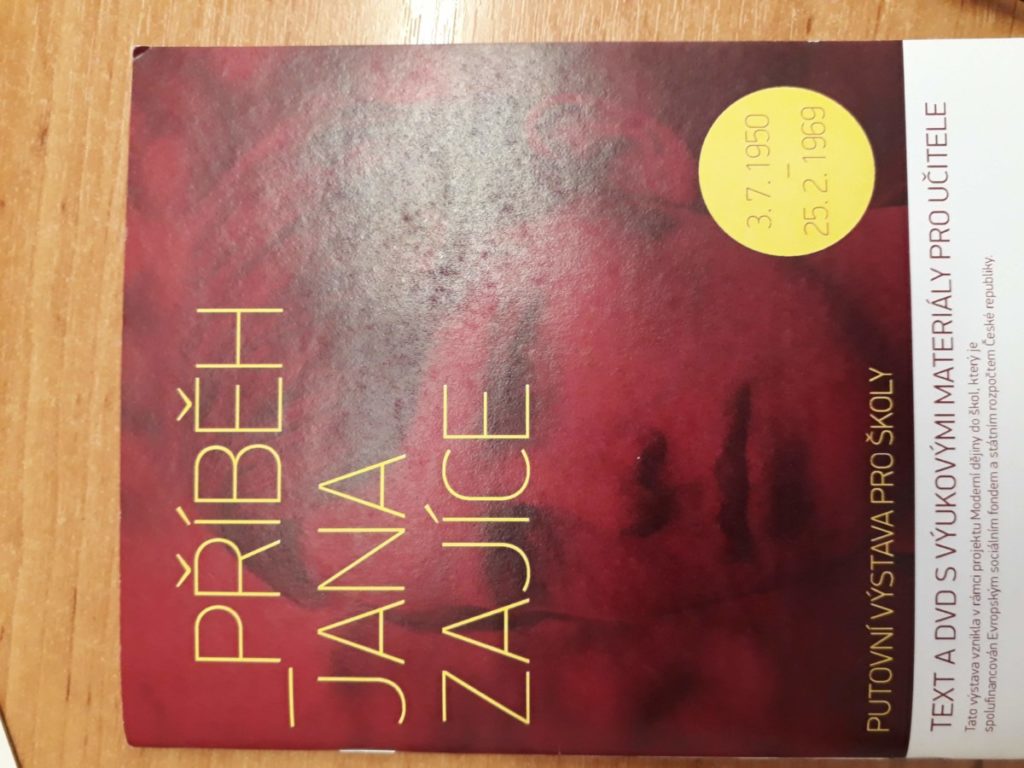 _PŘÍBĚH
JANA
ZAJÍCE
3. 7. 1950
–
25. 2. 1969
PUTOVNÍ VÝSTAVA PRO ŠKOLY
TEXT A DVD S VÝUKOVÝMI MATERIÁLY PRO UČITELE
Tato výstava vznikla v rámci projektu Moderní dějiny do škol, který je
spolufinancován Evropským sociálním fondem a státním rozpočtem České republiky.